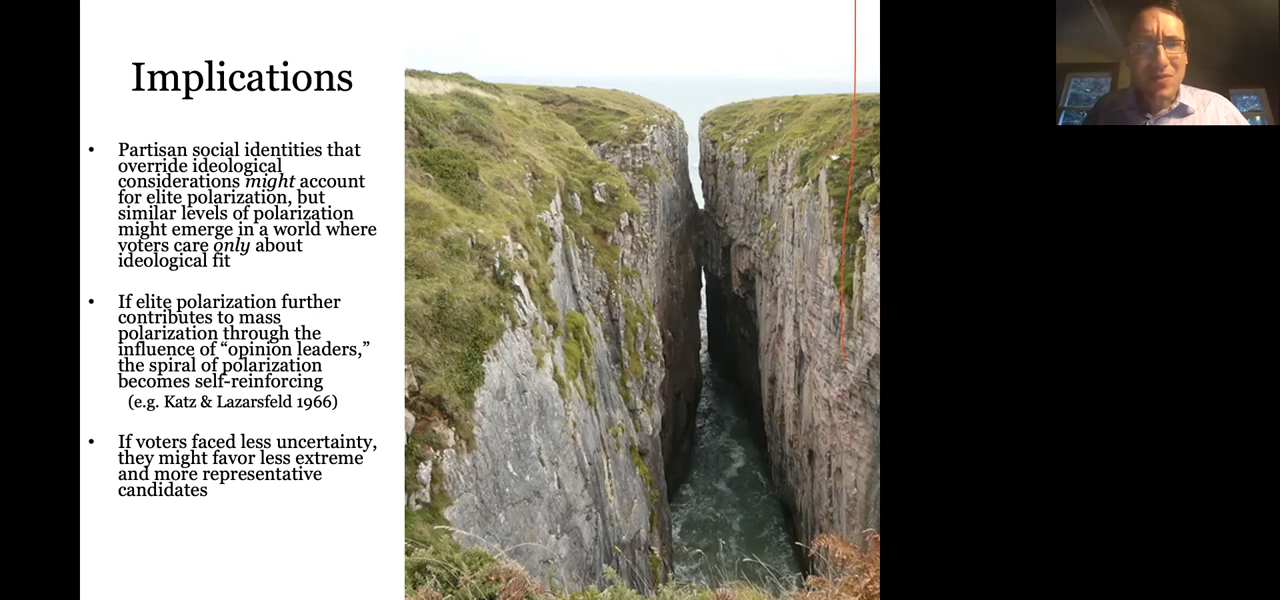 Implications
• Partisan social identities that
override ideological
considerations might account
for elite polarization, but
similar levels of polarization
might emerge in a world where
voters care only about
ideological fit
• If elite polarization further
contributes to mass
polarization through the
influence of “opinion leaders,”
the spiral of polarization
becomes self-reinforcing
(e.g. Katz & Lazarsfeld 1966)
• If voters faced less uncertainty,
they might favor less extreme
and more representative
candidates